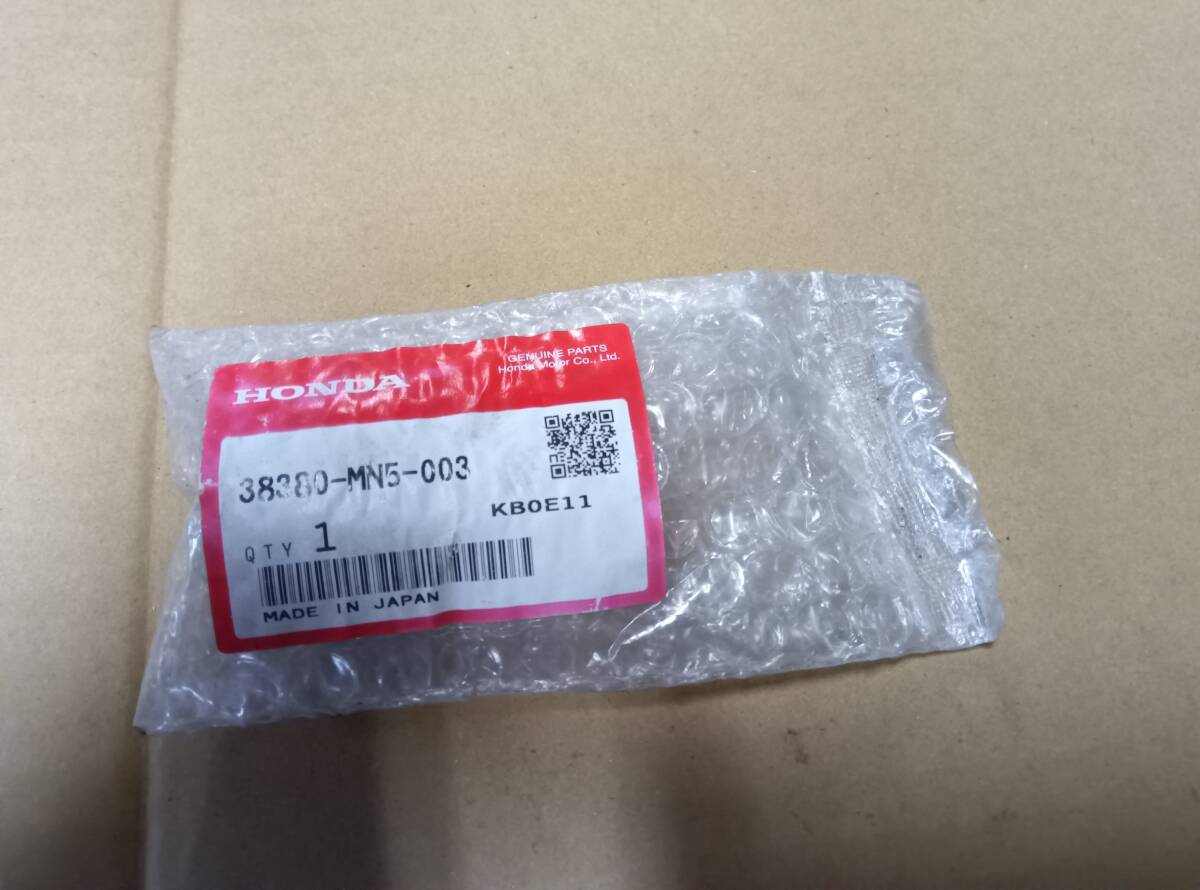 GENUINE PARTS
Honda Motor Co., Ltd.
HONDA
38380-MN5-003
KB0E11
QTY 1
MADE IN JAPAN